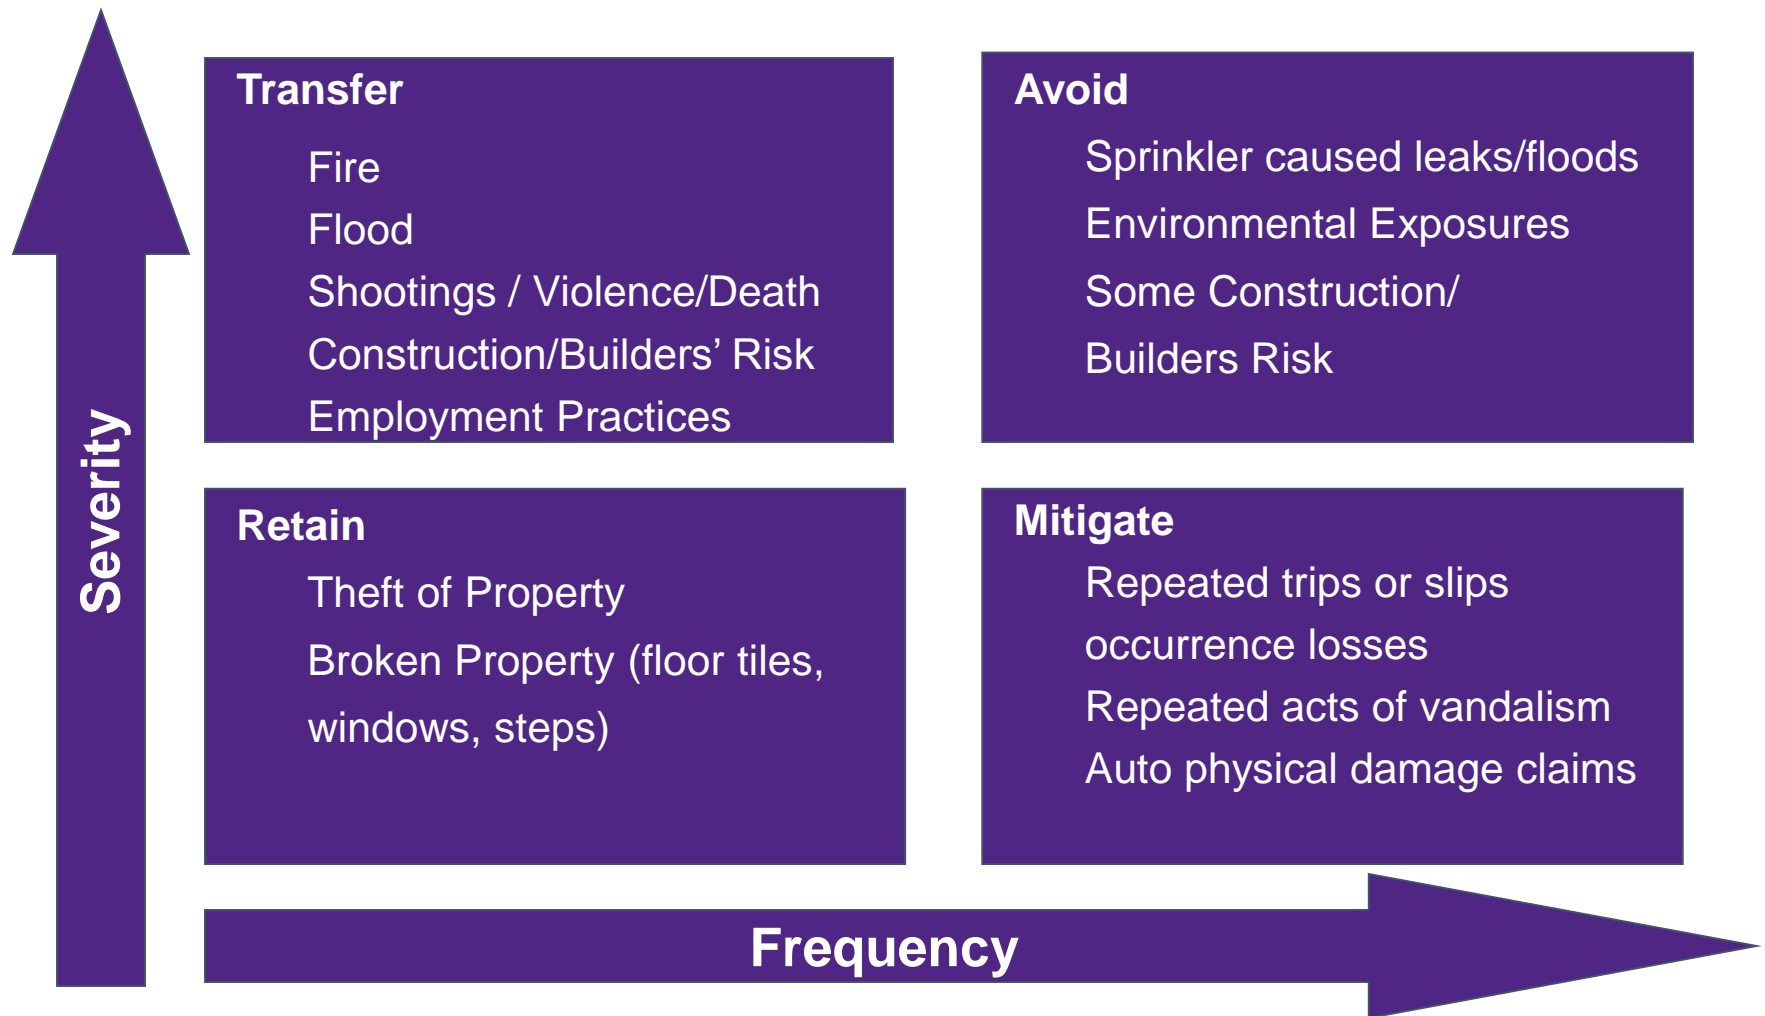 Severity
Transfer
Fire
Flood
Shootings / Violence/Death
Construction/Builders’ Risk
Employment Practices
Avoid
Sprinkler caused leaks/floods
Environmental Exposures
Some Construction/
Builders Risk
Retain
Theft of Property
Broken Property (floor tiles,
windows, steps)
Mitigate
Repeated trips or slips
occurrence losses
Repeated acts of vandalism
Auto physical damage claims
Frequency